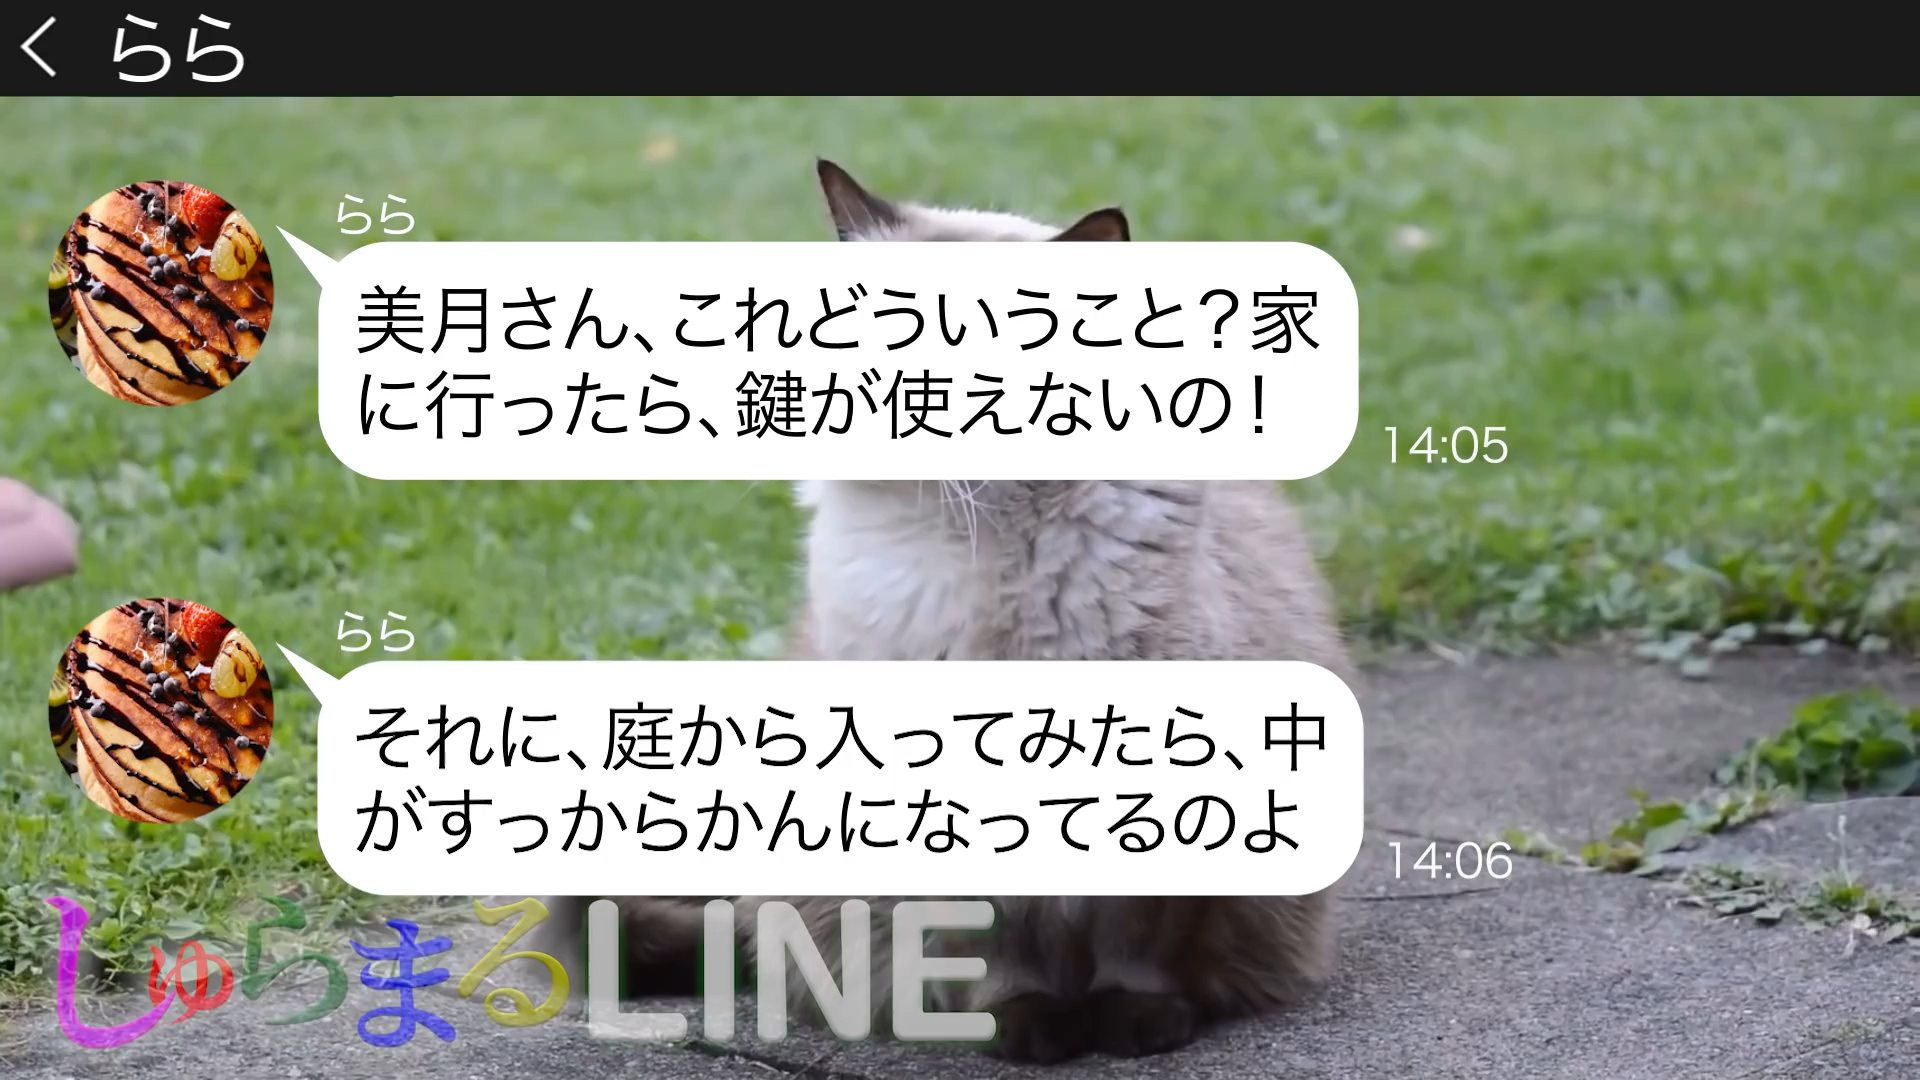 らら
らら
美月さん、これどういうこと？家
に行ったら、鍵が使えないの！
14:05
らら
それに、庭から入ってみたら、中
がすっからかんになってるのよ
14:06
しゅらまるLINE